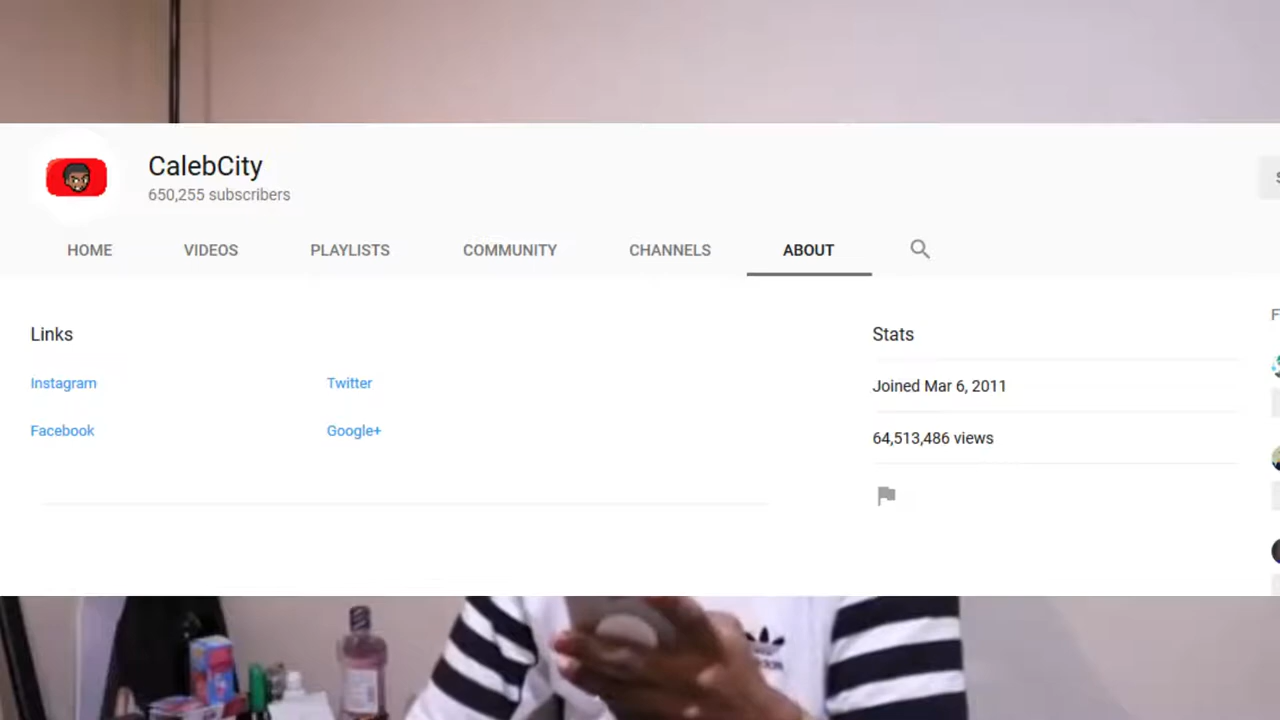 CalebCity
650,255 subscribers
HOME VIDEOS PLAYLISTS COMMUNITY CHANNELS ABOUT
Links Stats
Instagram Twitter
Joined Mar 6, 2011
Facebook Google+
64,513,486 views